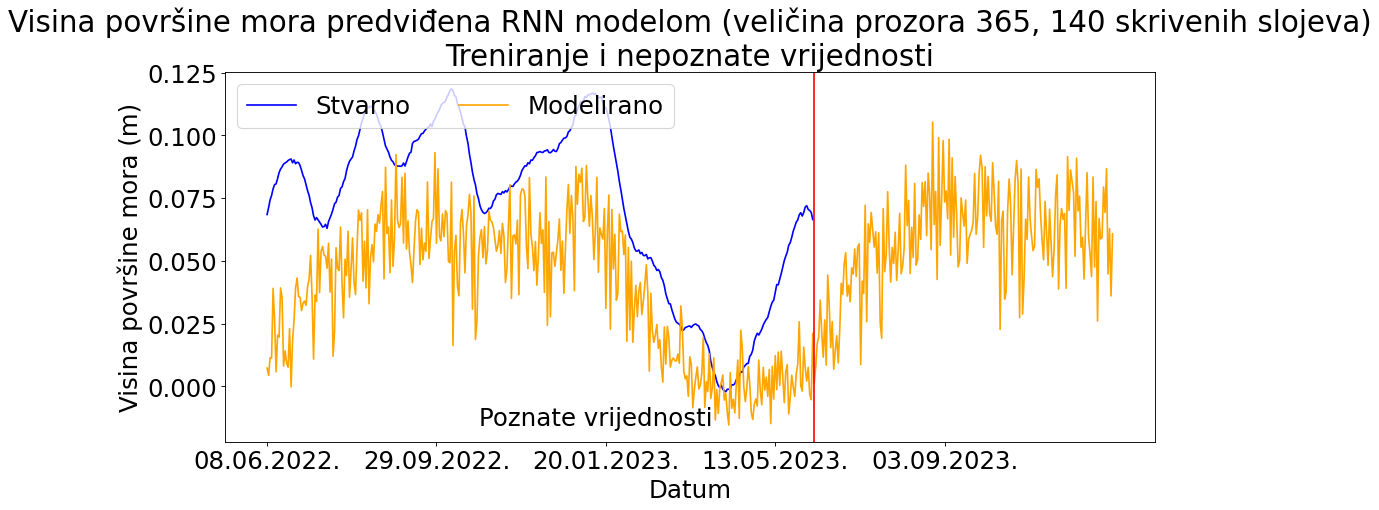 Visina površine mora predviđena RNN modelom (veličina prozora 365, 140 skrivenih slojeva)
Treniranje i nepoznate vrijednosti
Stvarno Modelirano
Visina površine mora (m)
0.125
0.100
0.075
0.050
0.025
0.000
Poznate vrijednosti
08.06.2022. 29.09.2022. 20.01.2023. 13.05.2023. 03.09.2023.
Datum